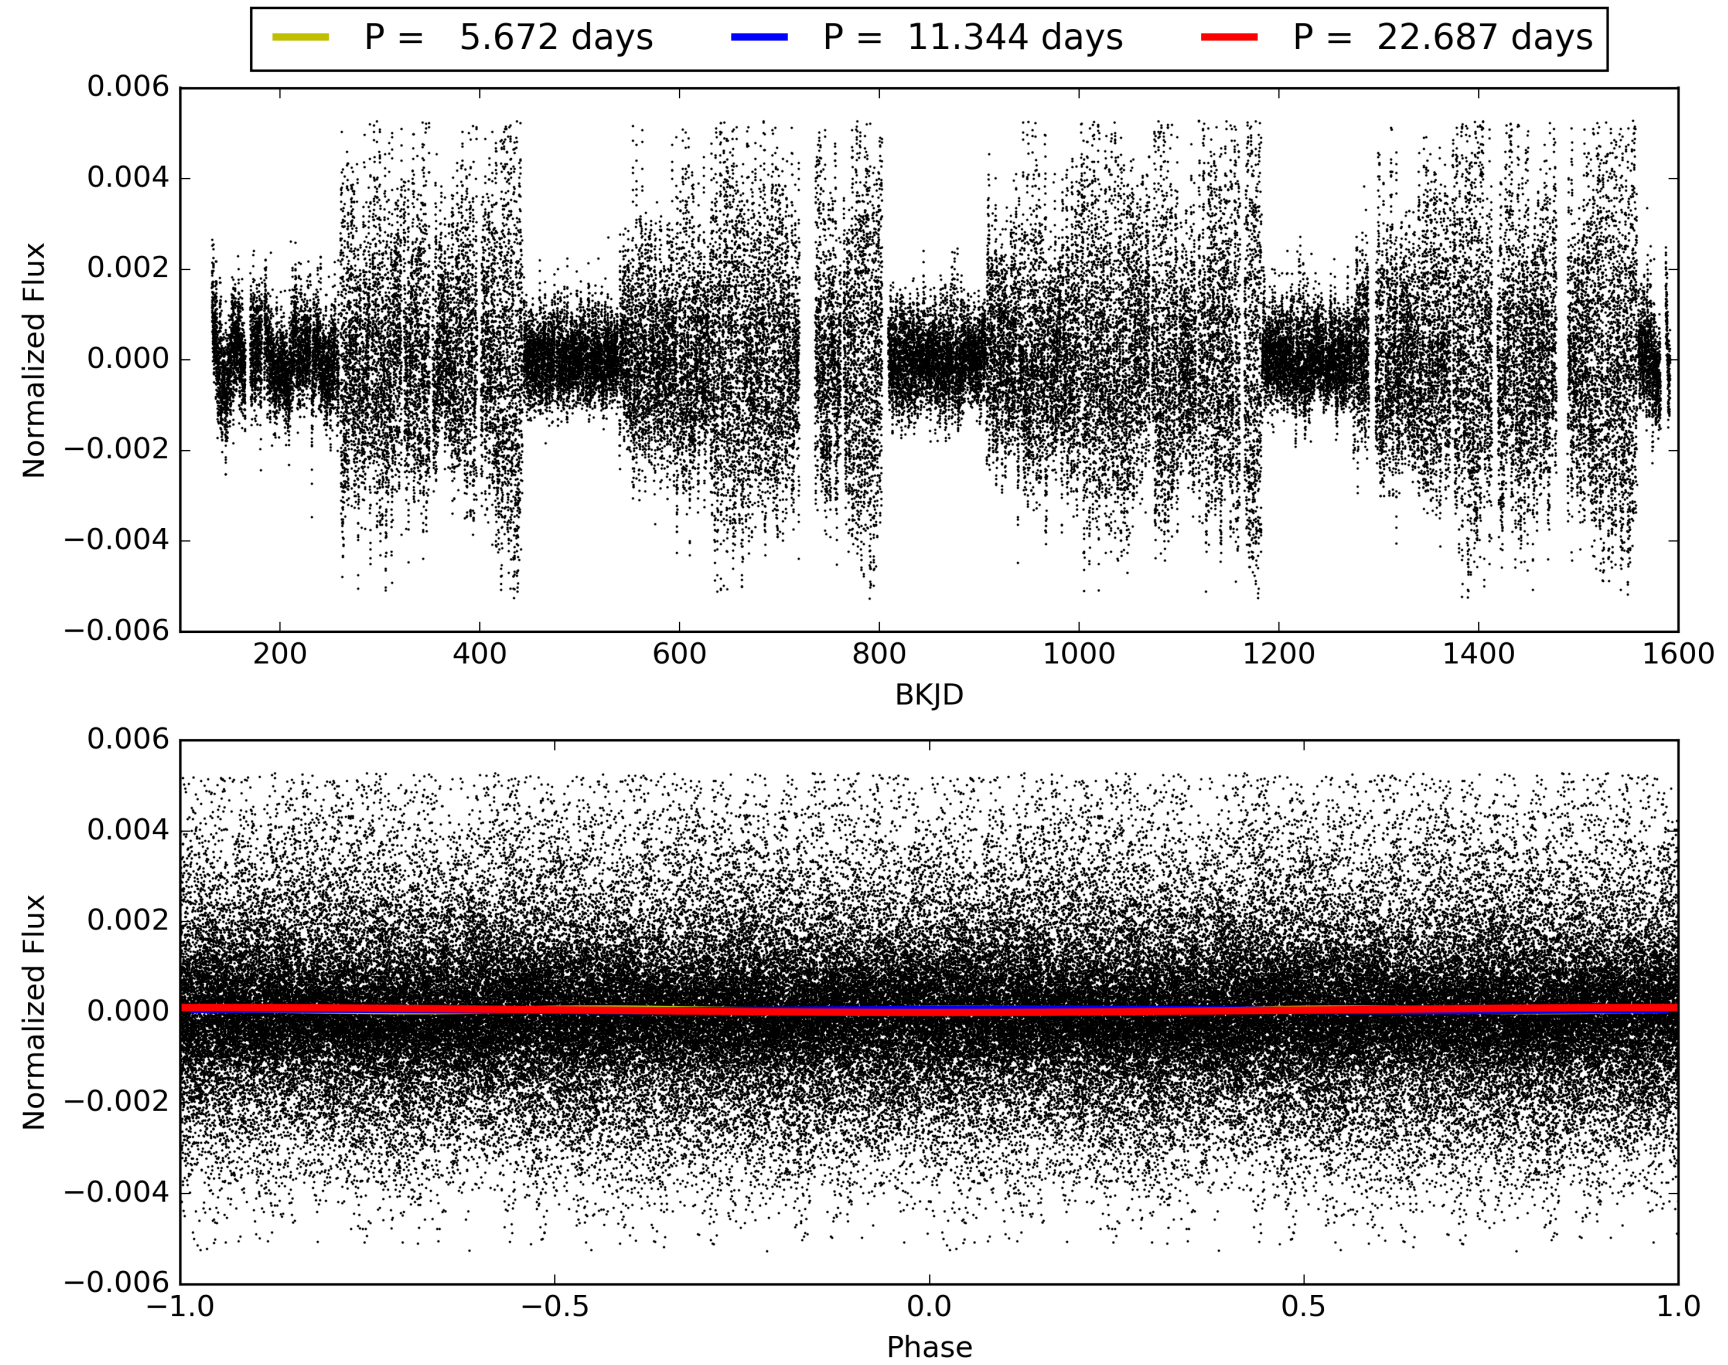 P = 5.672 days P = 11.344 days P = 22.687 days
0.006
0.004
0.002
0.000
−0.002
−0.004
−0.006
Normalized Flux
200 400 600 800 1000 1200 1400 1600
BKJD
0.006
0.004
0.002
0.000
−0.002
−0.004
−0.006
Normalized Flux
−1.0 −0.5 0.0 0.5 1.0
Phase